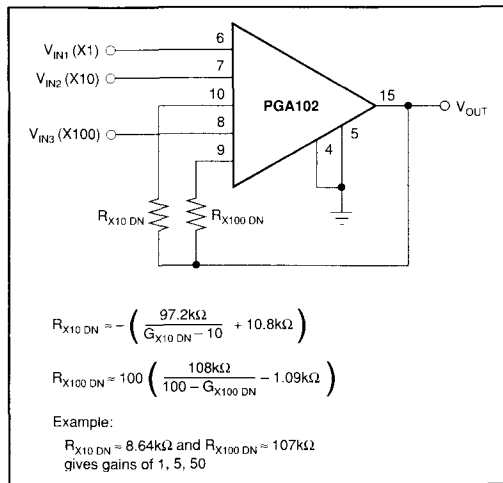 6
V_IN1 (X1)
7
V_IN2 (X10)
10
PGA102
15
V_OUT
8
V_IN3 (X100)
5
4
9
R_X10 DN
R_X100 DN
R_X10 DN ≈ – ( 97.2kΩ / G_X10 DN – 10 + 10.8kΩ )
R_X100 DN ≈ 100 ( 108kΩ / 100 – G_X100 DN – 1.09kΩ )
Example:
R_X10 DN ≈ 8.64kΩ and R_X100 DN ≈ 107kΩ
gives gains of 1, 5, 50